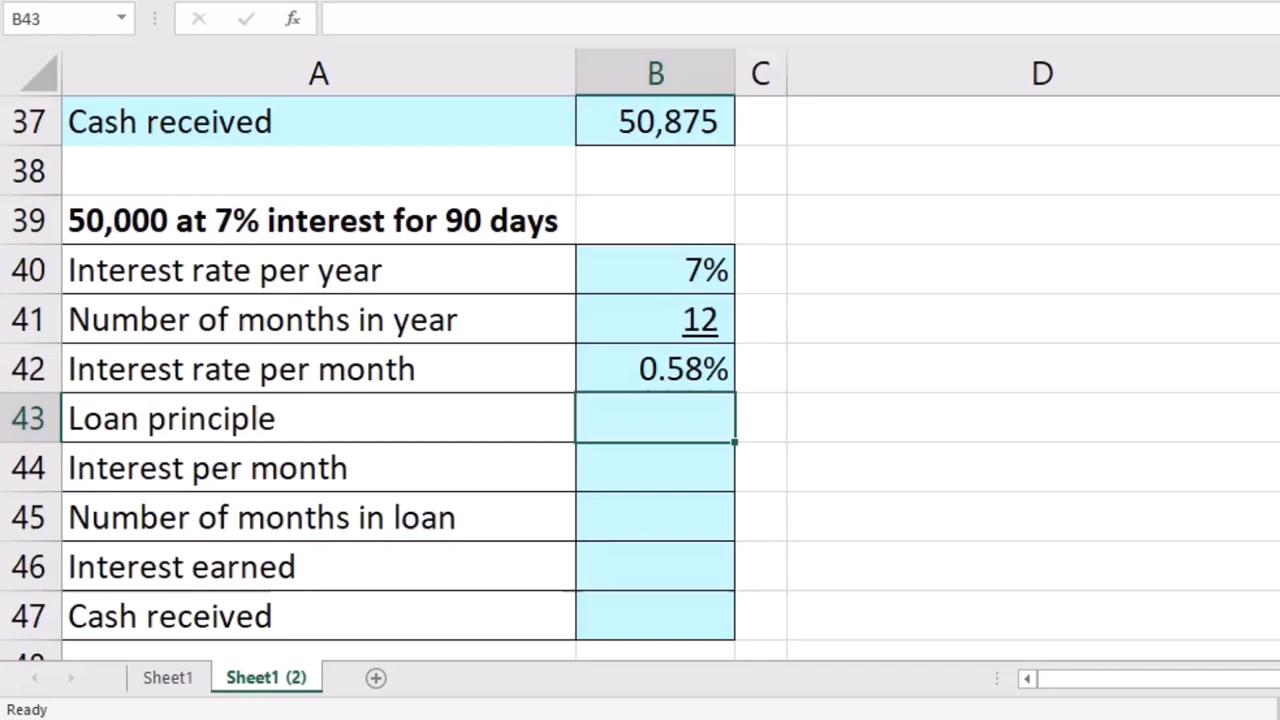 B43 fx
A B C D
37 Cash received 50,875
38
39 50,000 at 7% interest for 90 days
40 Interest rate per year 7%
41 Number of months in year 12
42 Interest rate per month 0.58%
43 Loan principle
44 Interest per month
45 Number of months in loan
46 Interest earned
47 Cash received
Sheet1 Sheet1 (2)
Ready